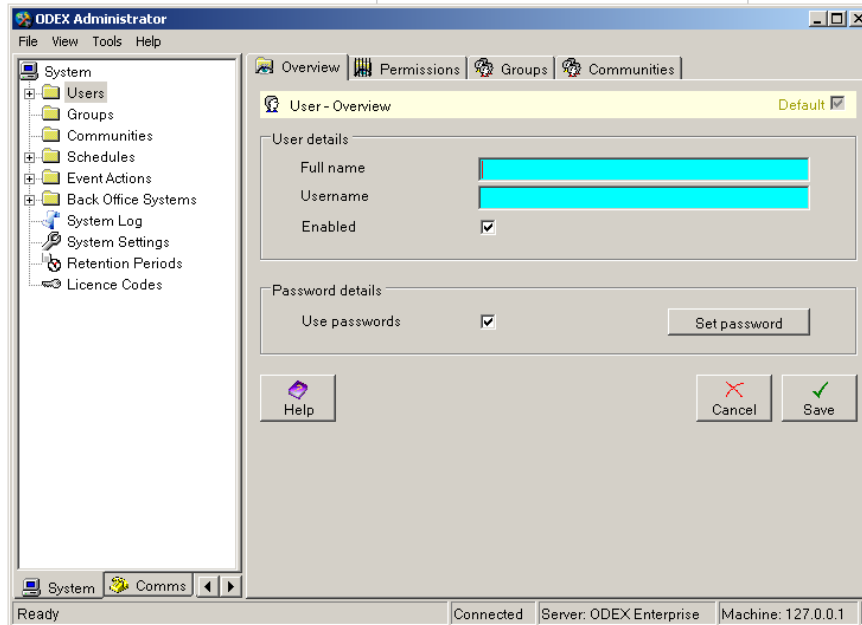 ODEX Administrator
File View Tools Help
System
Users
Groups
Communities
Schedules
Event Actions
Back Office Systems
System Log
System Settings
Retention Periods
Licence Codes
System Comms
Overview Permissions Groups Communities
User - Overview Default
User details
Full name
Username
Enabled
Password details
Use passwords Set password
Help Cancel Save
Ready Connected Server: ODEX Enterprise Machine: 127.0.0.1